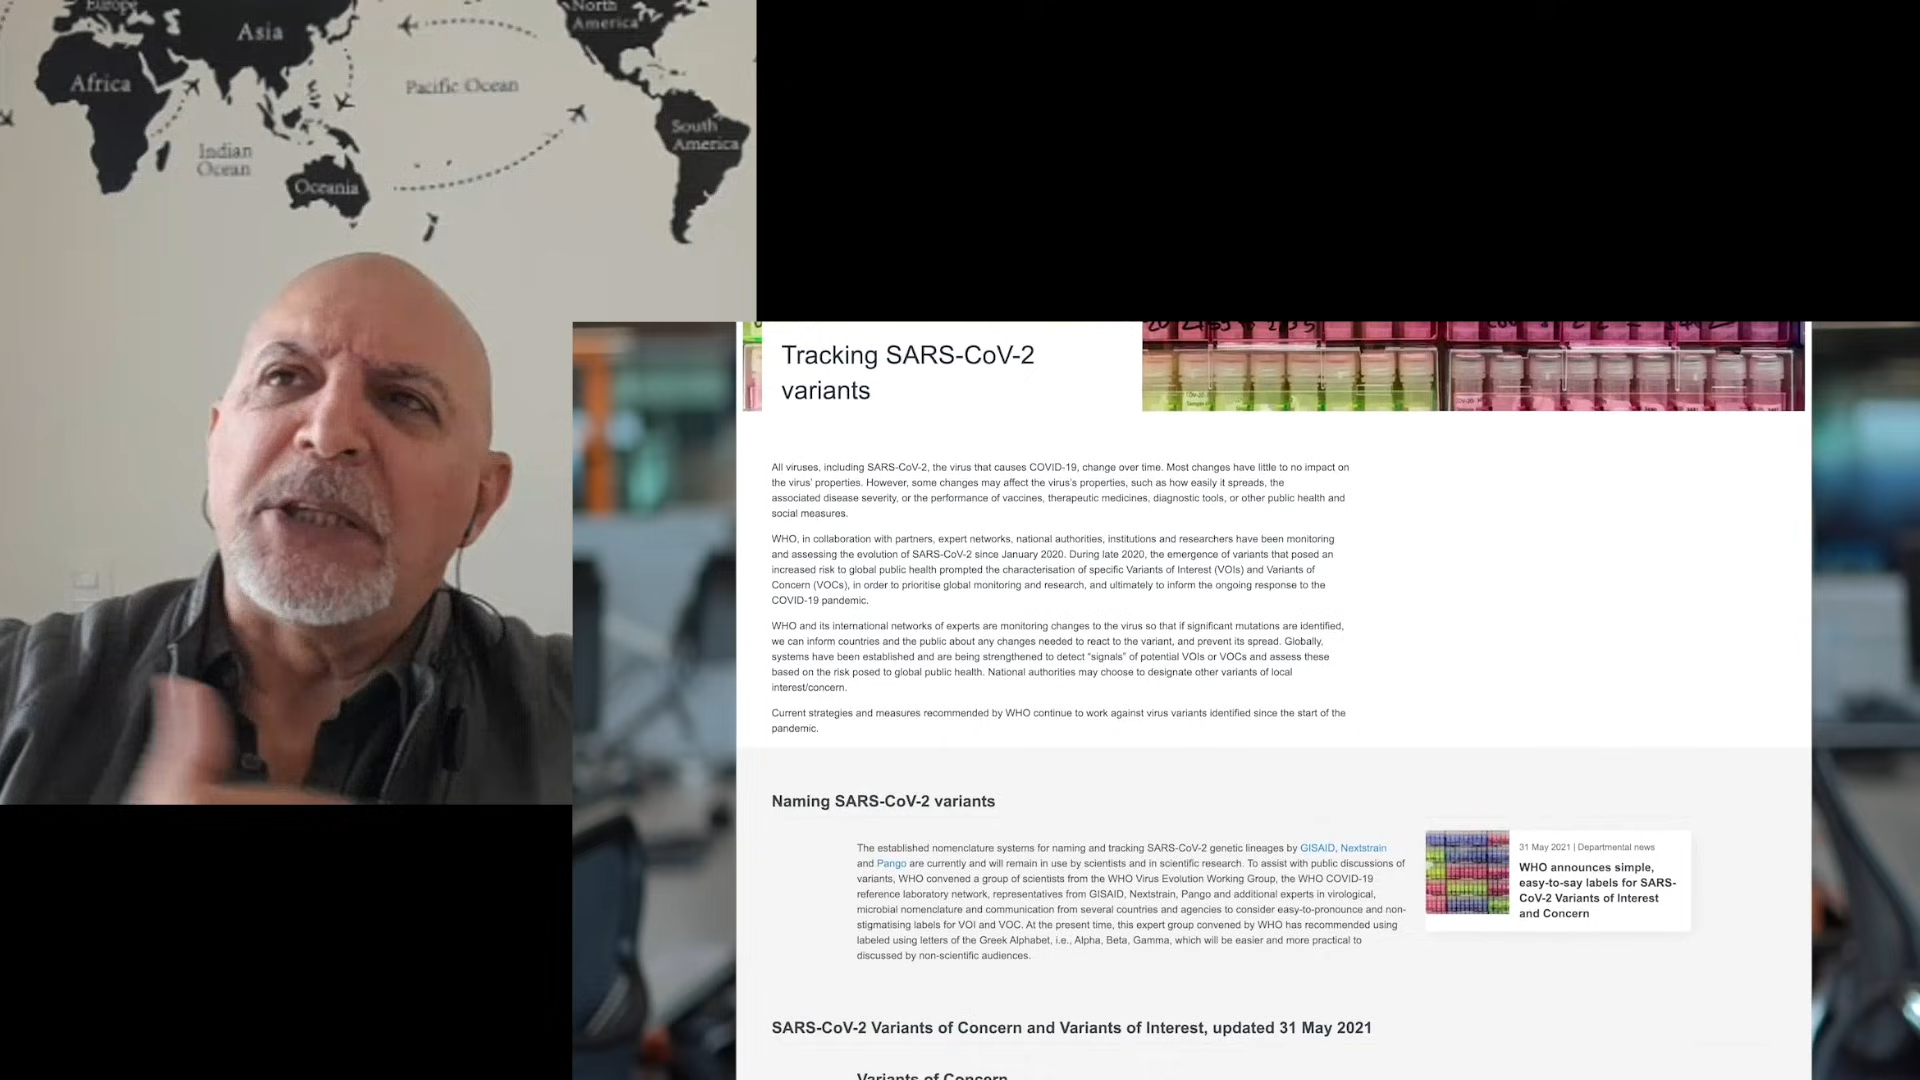 Europe
Asia
Africa
North
America
Pacific Ocean
South
America
Indian
Ocean
Oceania
Tracking SARS-CoV-2
variants
All viruses, including SARS-CoV-2, the virus that causes COVID-19, change over time. Most changes have little to no impact on
the virus' properties. However, some changes may affect the virus's properties, such as how easily it spreads, the
associated disease severity, or the performance of vaccines, therapeutic medicines, diagnostic tools, or other public health and
social measures.
WHO, in collaboration with partners, expert networks, national authorities, institutions and researchers have been monitoring
and assessing the evolution of SARS-CoV-2 since January 2020. During late 2020, the emergence of variants that posed an
increased risk to global public health prompted the characterisation of specific Variants of Interest (VOIs) and Variants of
Concern (VOCs), in order to prioritise global monitoring and research, and ultimately to inform the ongoing response to the
COVID-19 pandemic.
WHO and its international networks of experts are monitoring changes to the virus so that if significant mutations are identified,
we can inform countries and the public about any changes needed to react to the variant, and prevent its spread. Globally,
systems have been established and are being strengthened to detect “signals” of potential VOIs or VOCs and assess these
based on the risk posed to global public health. National authorities may choose to designate other variants of local
interest/concern.
Current strategies and measures recommended by WHO continue to work against virus variants identified since the start of the
pandemic.
Naming SARS-CoV-2 variants
The established nomenclature systems for naming and tracking SARS-CoV-2 genetic lineages by GISAID, Nextstrain
and Pango are currently and will remain in use by scientists and in scientific research. To assist with public discussions of
variants, WHO convened a group of scientists from the WHO Virus Evolution Working Group, the WHO COVID-19
reference laboratory network, representatives from GISAID, Nextstrain, Pango and additional experts in virological,
microbial nomenclature and communication from several countries and agencies to consider easy-to-pronounce and non-
stigmatising labels for VOI and VOC. At the present time, this expert group convened by WHO has recommended using
labeled using letters of the Greek Alphabet, i.e., Alpha, Beta, Gamma, which will be easier and more practical to
discussed by non-scientific audiences.
31 May 2021 | Departmental news
WHO announces simple,
easy-to-say labels for SARS-
CoV-2 Variants of Interest
and Concern
SARS-CoV-2 Variants of Concern and Variants of Interest, updated 31 May 2021
Variants of Concern